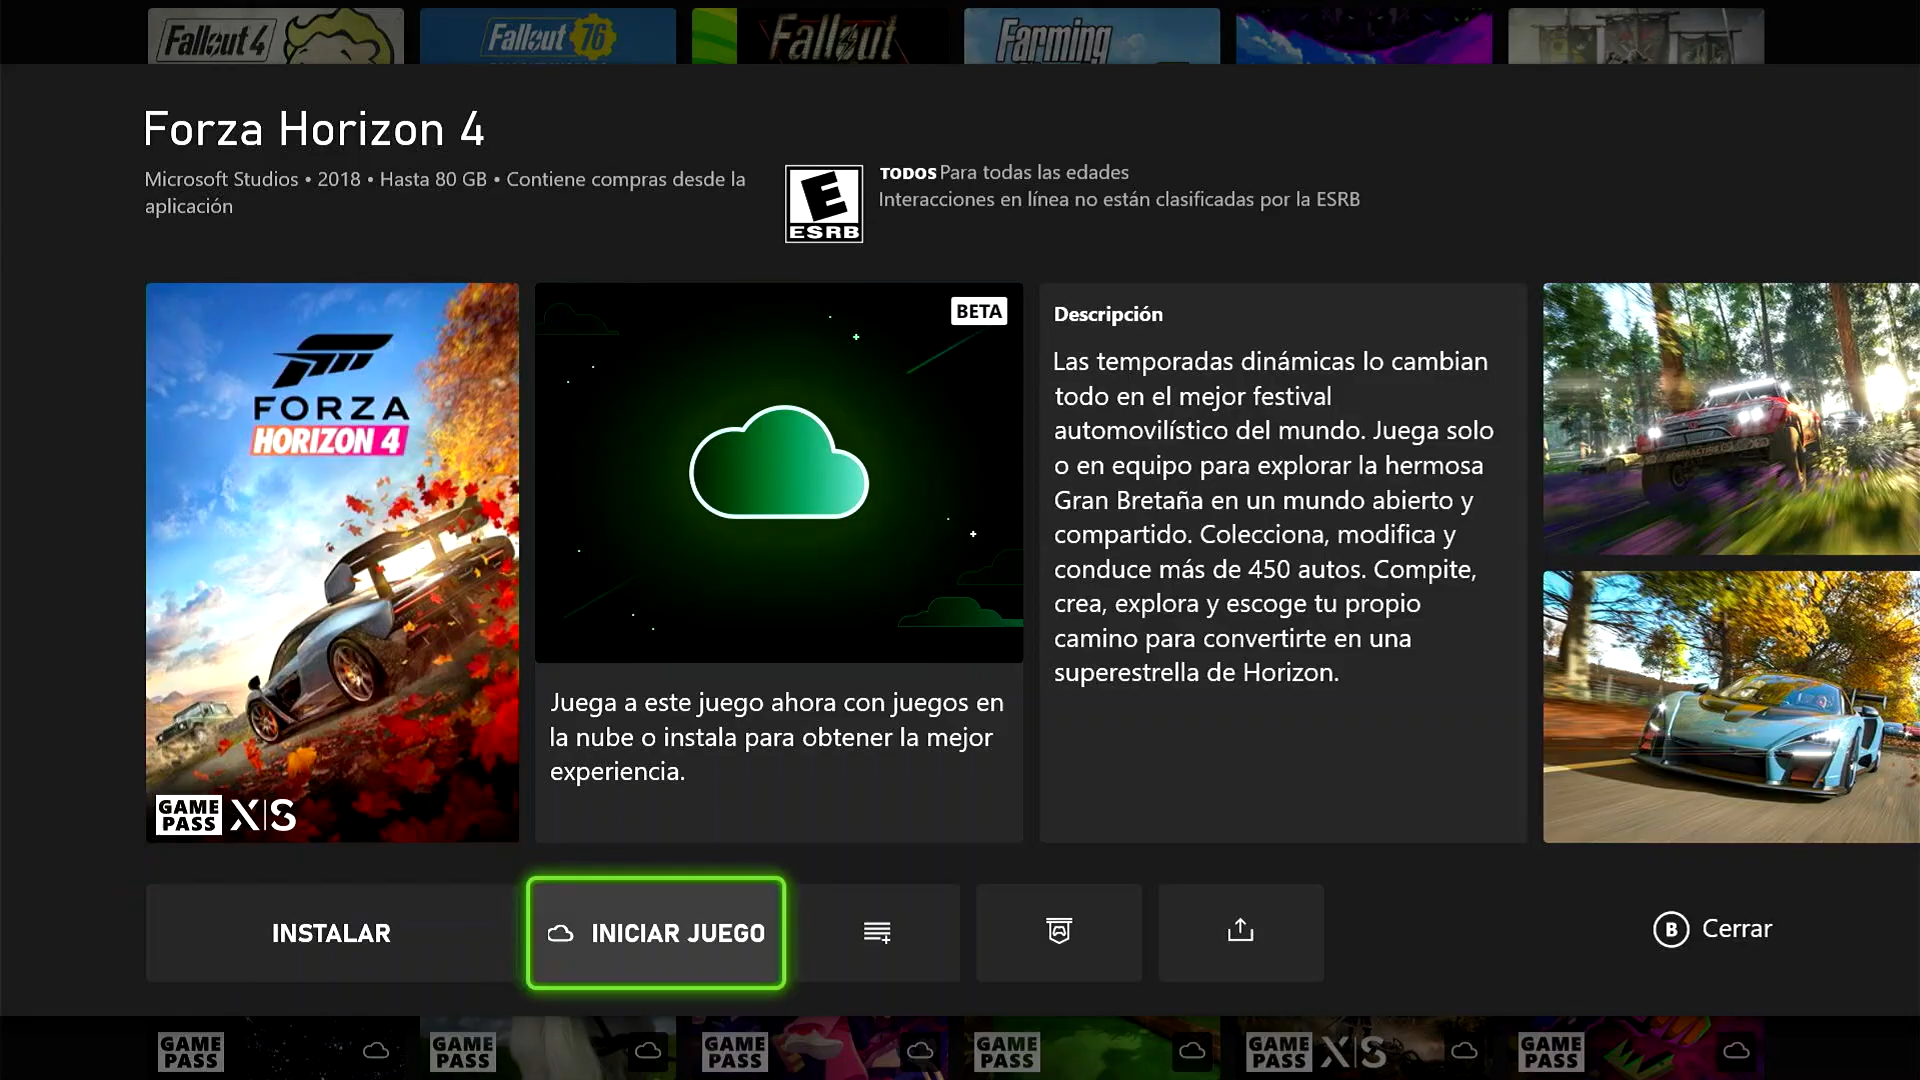 Fallout 4
Fallout 76
Fallout
Farming
Forza Horizon 4
Microsoft Studios • 2018 • Hasta 80 GB • Contiene compras desde la
aplicación
E
ESRB
TODOS Para todas las edades
Interacciones en línea no están clasificadas por la ESRB
FORZA
HORIZON 4
GAME
PASS
X|S
BETA
Juega a este juego ahora con juegos en
la nube o instala para obtener la mejor
experiencia.
Descripción
Las temporadas dinámicas lo cambian
todo en el mejor festival
automovilístico del mundo. Juega solo
o en equipo para explorar la hermosa
Gran Bretaña en un mundo abierto y
compartido. Colecciona, modifica y
conduce más de 450 autos. Compite,
crea, explora y escoge tu propio
camino para convertirte en una
superestrella de Horizon.
INSTALAR
INICIAR JUEGO
B Cerrar
GAME
PASS
GAME
PASS
GAME
PASS
GAME
PASS
GAME
PASS
X|S
GAME
PASS